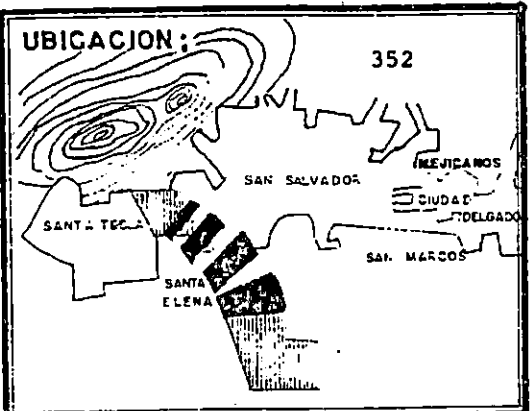 UBICACION:
352
MEJICANOS
SAN SALVADOR
CIUDAD
DELGADO
SANTA TECLA
SAN MARCOS
SANTA
ELENA